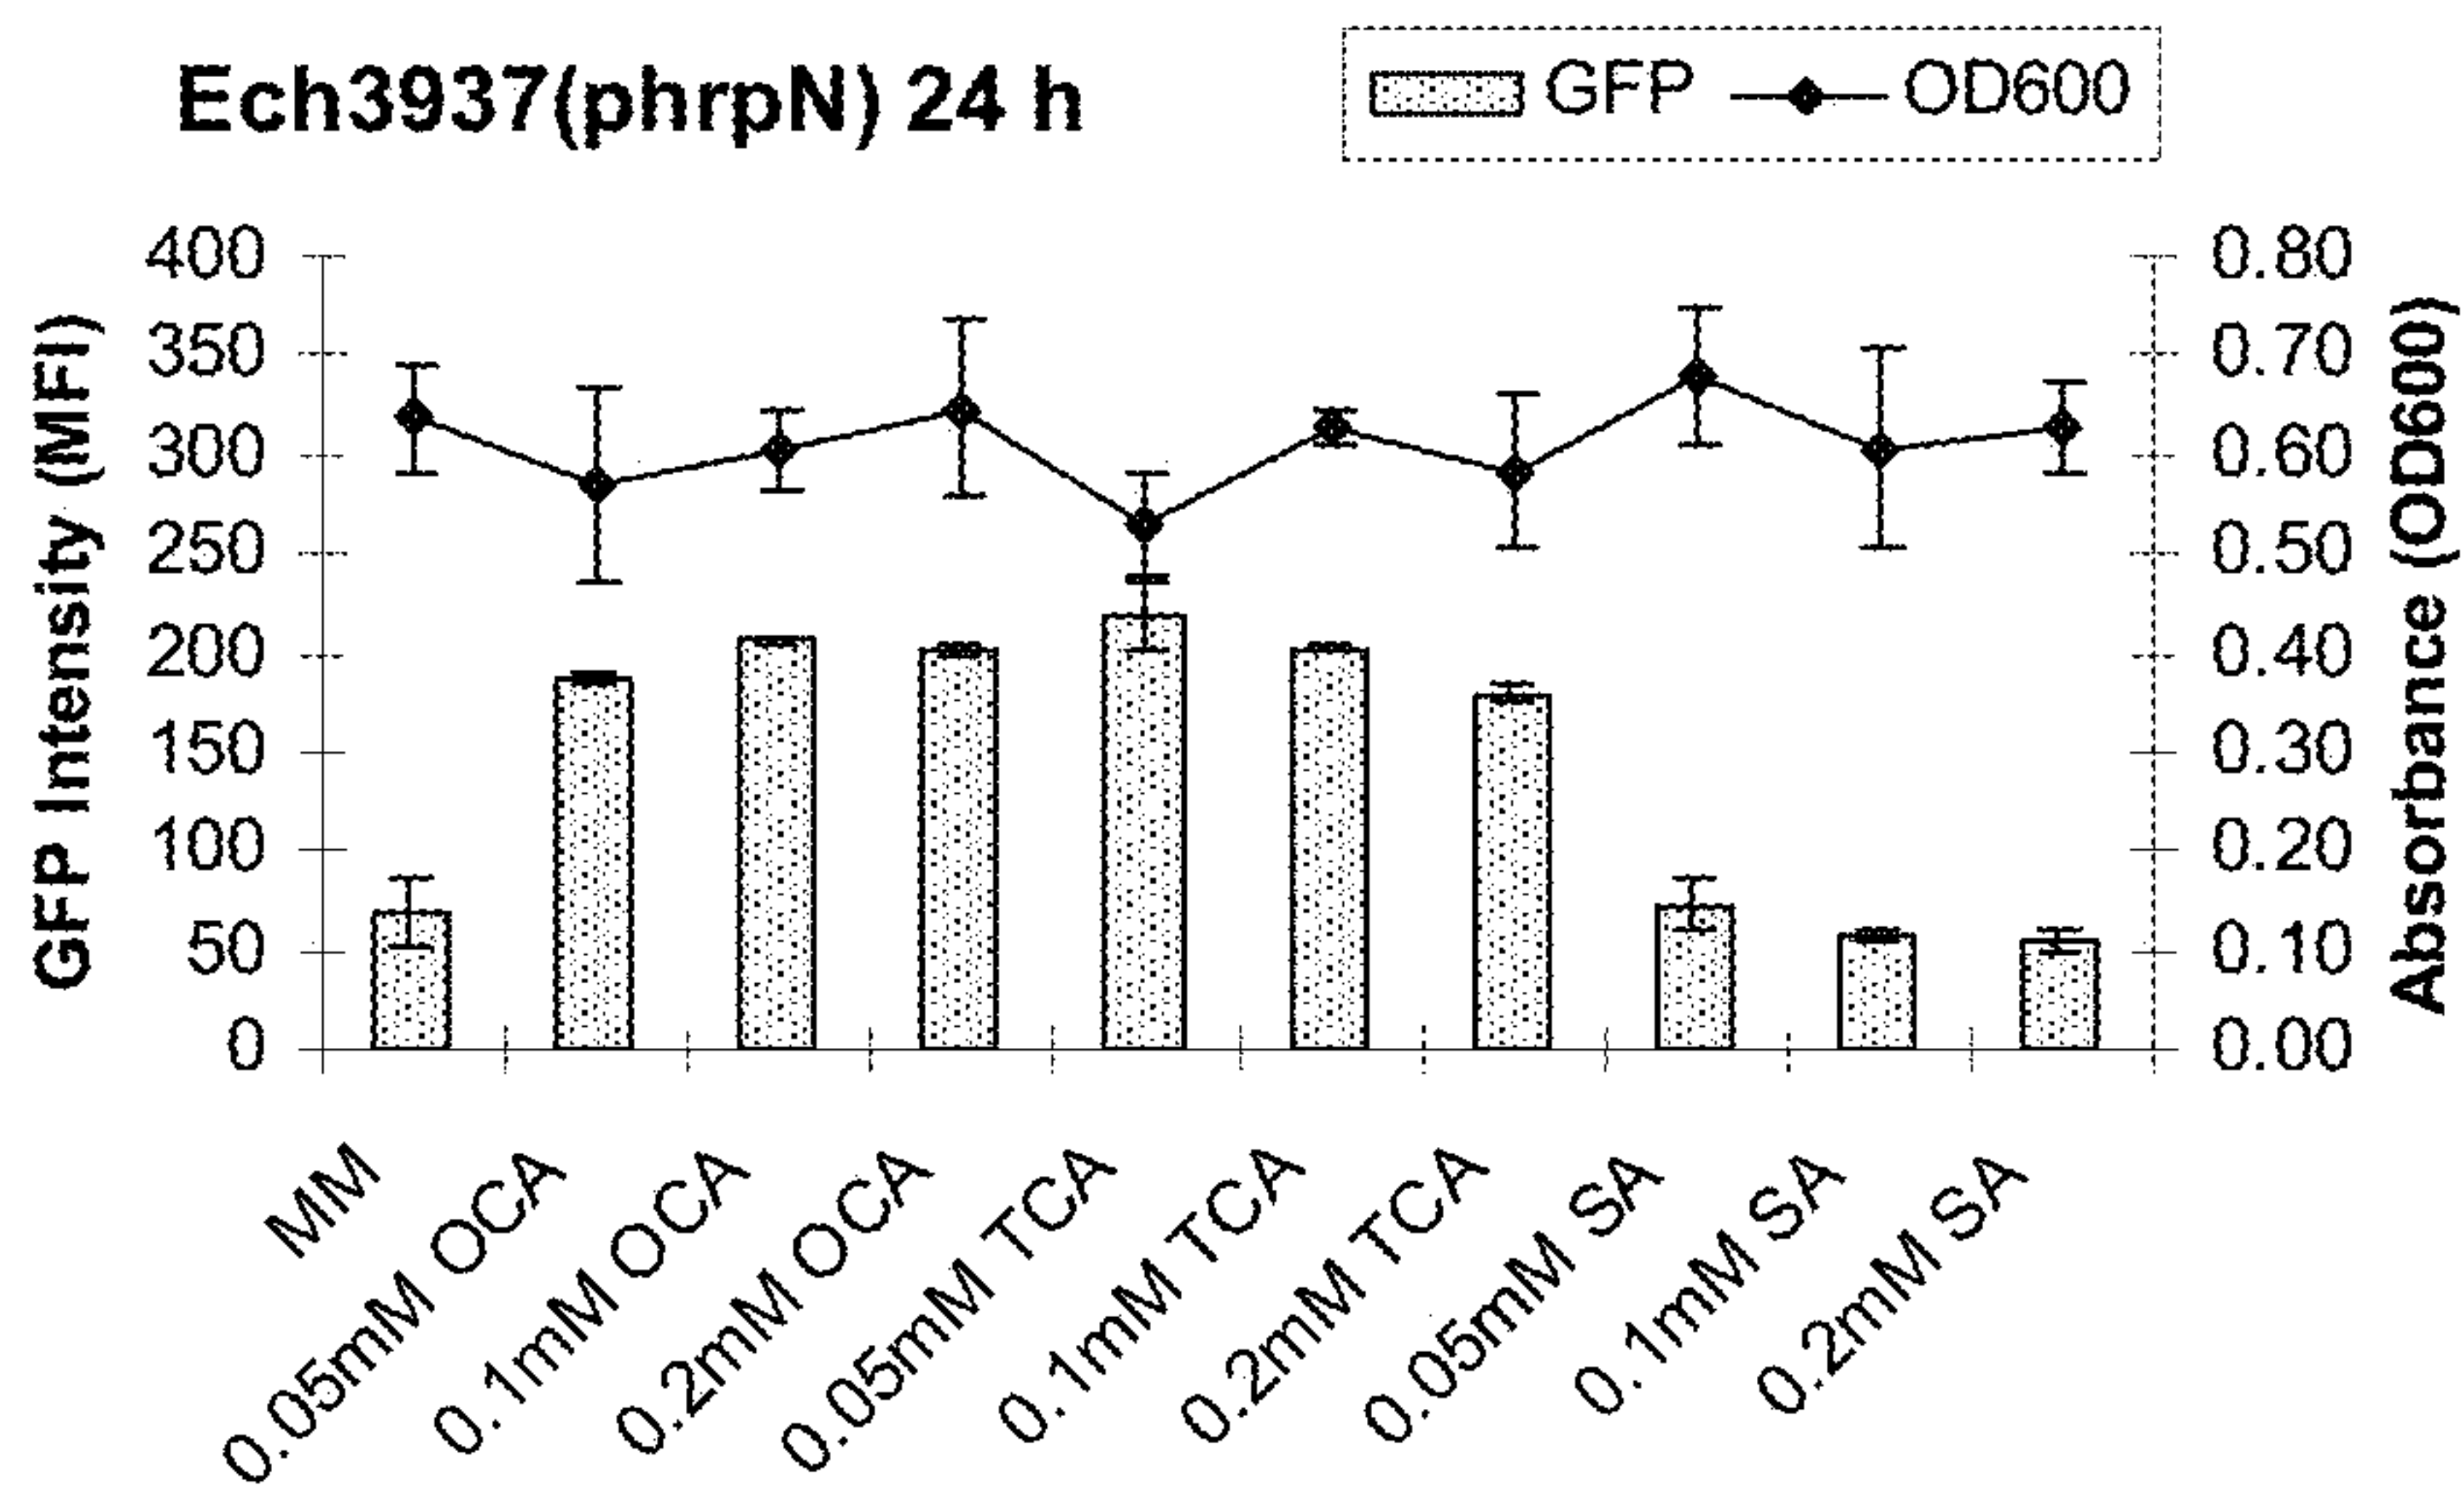 Ech3937(phrpN) 24 h
GFP OD600
GFP Intensity (MFI)
400
350
300
250
200
150
100
50
0
0.80
0.70
0.60
0.50
0.40
0.30
0.20
0.10
0.00
Absorbance (OD600)
MM
0.05mM OCA
0.1mM OCA
0.2mM OCA
0.05mM TCA
0.1mM TCA
0.2mM TCA
0.05mM SA
0.1mM SA
0.2mM SA